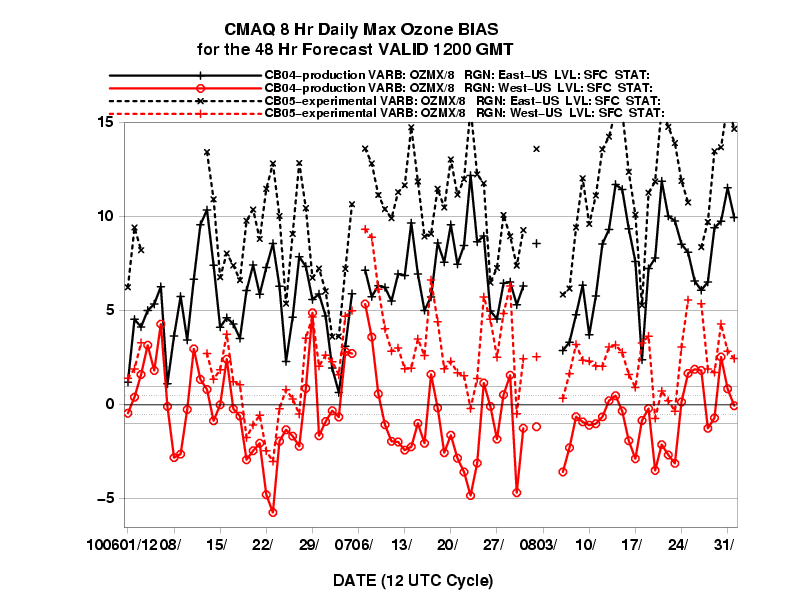 CMAQ 8 Hr Daily Max Ozone BIAS
for the 48 Hr Forecast VALID 1200 GMT
CB04-production VARB: OZMX/8 RGN: East-US LVL: SFC STAT:
CB04-production VARB: OZMX/8 RGN: West-US LVL: SFC STAT:
CB05-experimental VARB: OZMX/8 RGN: East-US LVL: SFC STAT:
CB05-experimental VARB: OZMX/8 RGN: West-US LVL: SFC STAT:
15
10
5
0
-5
100601/12 08/ 15/ 22/ 29/ 0706/ 13/ 20/ 27/ 0803/ 10/ 17/ 24/ 31/
DATE (12 UTC Cycle)